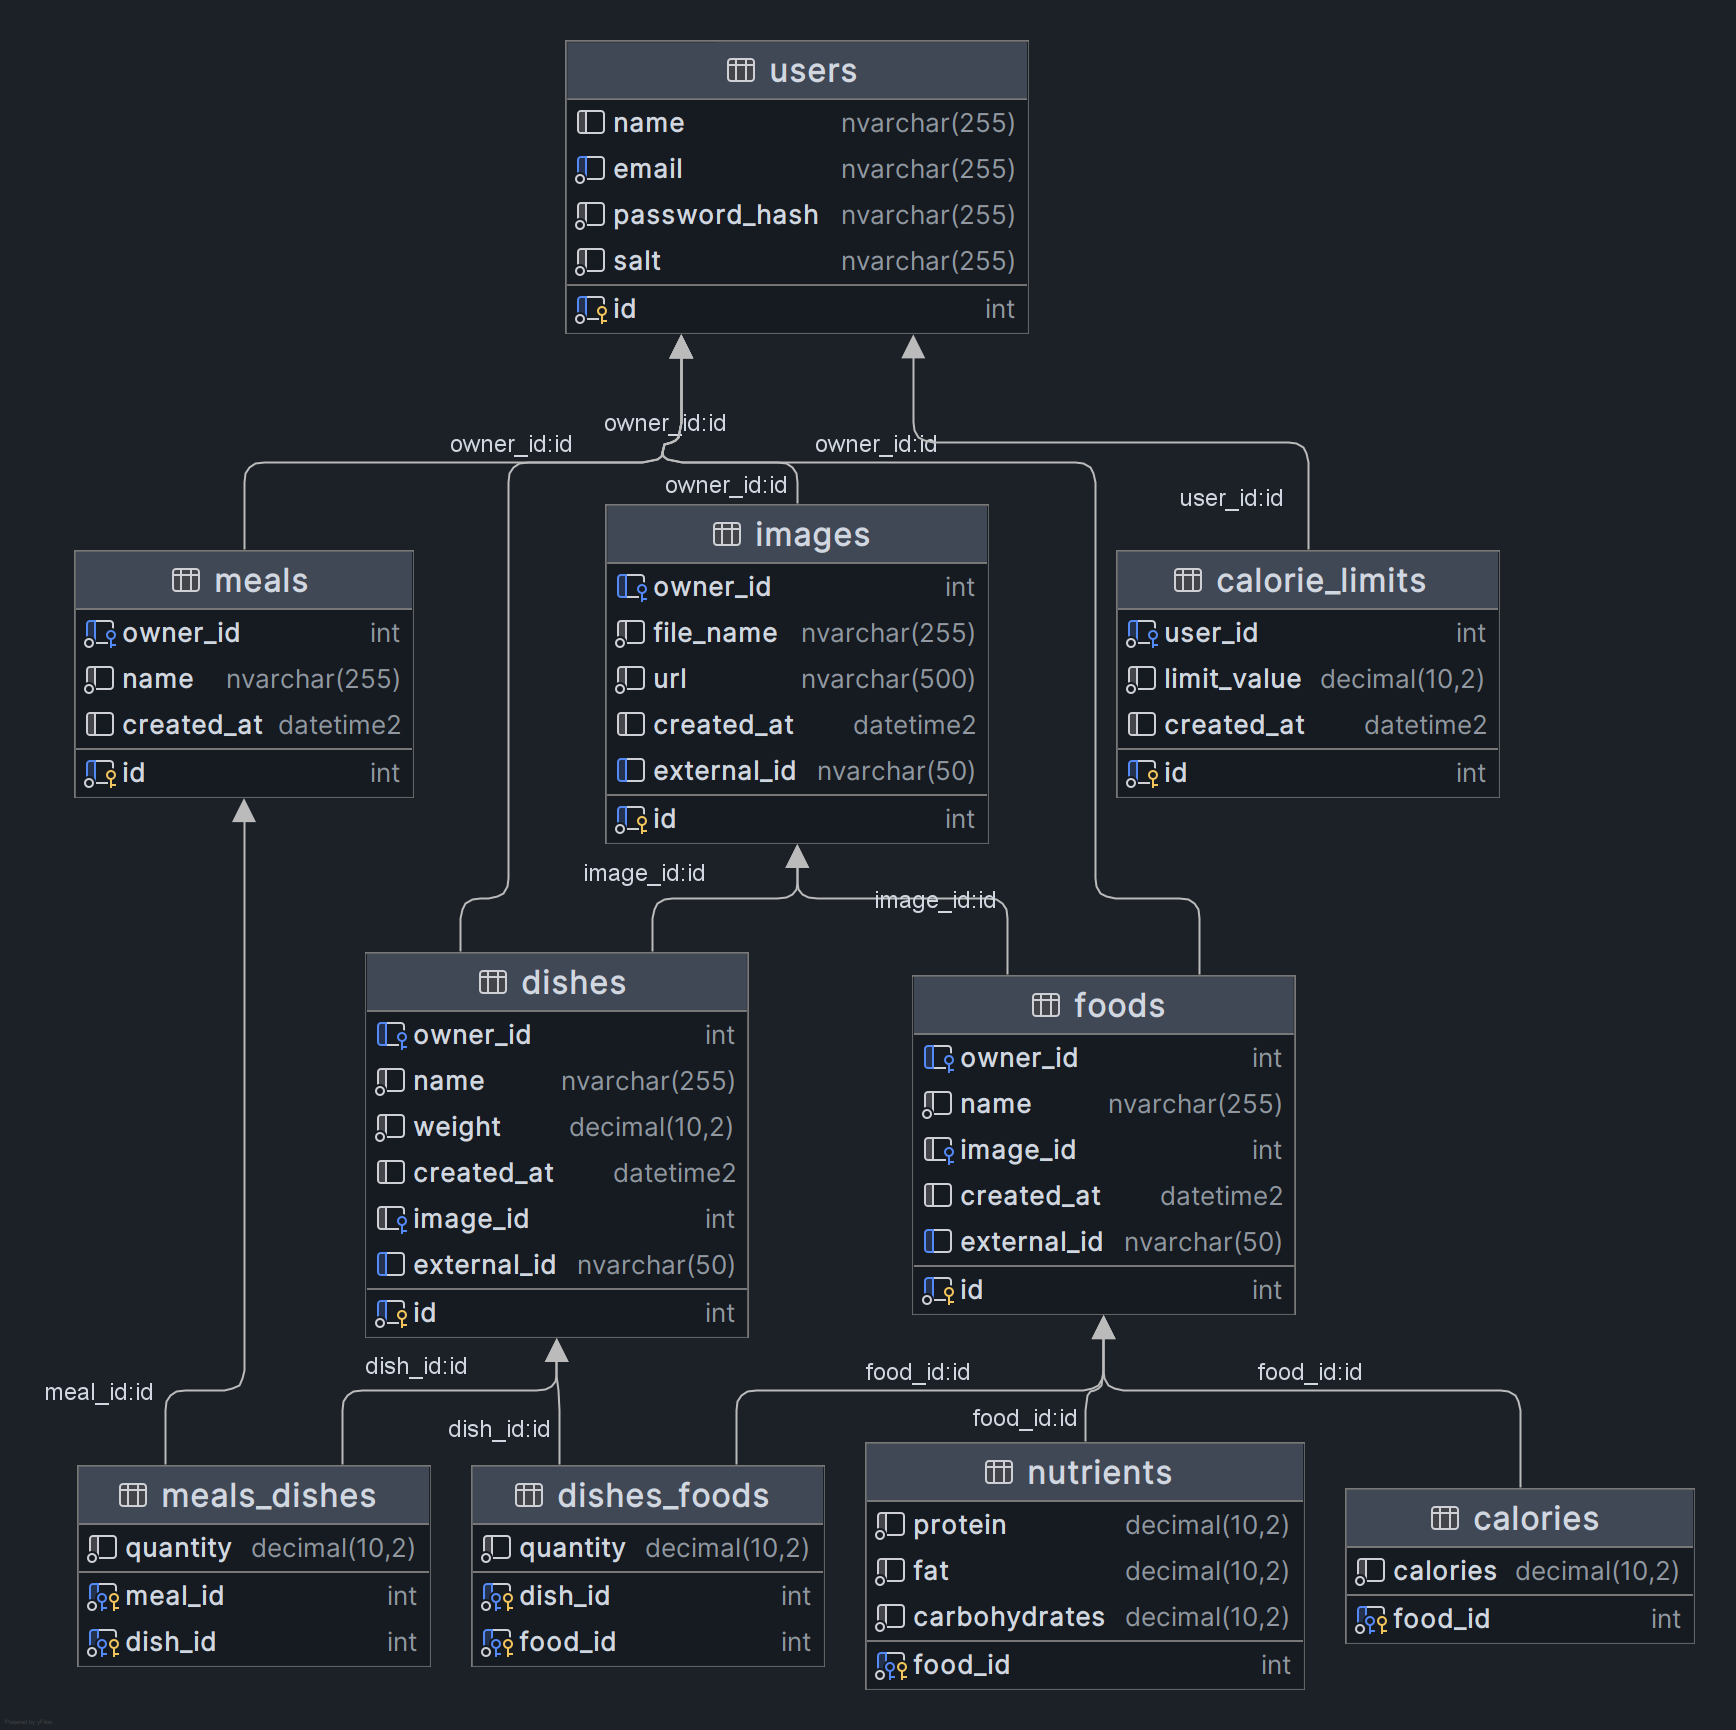 users
name nvarchar(255)
email nvarchar(255)
password_hash nvarchar(255)
salt nvarchar(255)
id int
owner_id:id
owner_id:id
owner_id:id
owner_id:id
user_id:id
meals
owner_id int
name nvarchar(255)
created_at datetime2
id int
images
owner_id int
file_name nvarchar(255)
url nvarchar(500)
created_at datetime2
external_id nvarchar(50)
id int
calorie_limits
user_id int
limit_value decimal(10,2)
created_at datetime2
id int
image_id:id
image_id:id
dishes
owner_id int
name nvarchar(255)
weight decimal(10,2)
created_at datetime2
image_id int
external_id nvarchar(50)
id int
foods
owner_id int
name nvarchar(255)
image_id int
created_at datetime2
external_id nvarchar(50)
id int
meal_id:id
dish_id:id
dish_id:id
food_id:id
food_id:id
food_id:id
meals_dishes
quantity decimal(10,2)
meal_id int
dish_id int
dishes_foods
quantity decimal(10,2)
dish_id int
food_id int
nutrients
protein decimal(10,2)
fat decimal(10,2)
carbohydrates decimal(10,2)
food_id int
calories
calories decimal(10,2)
food_id int
Powered by yFiles